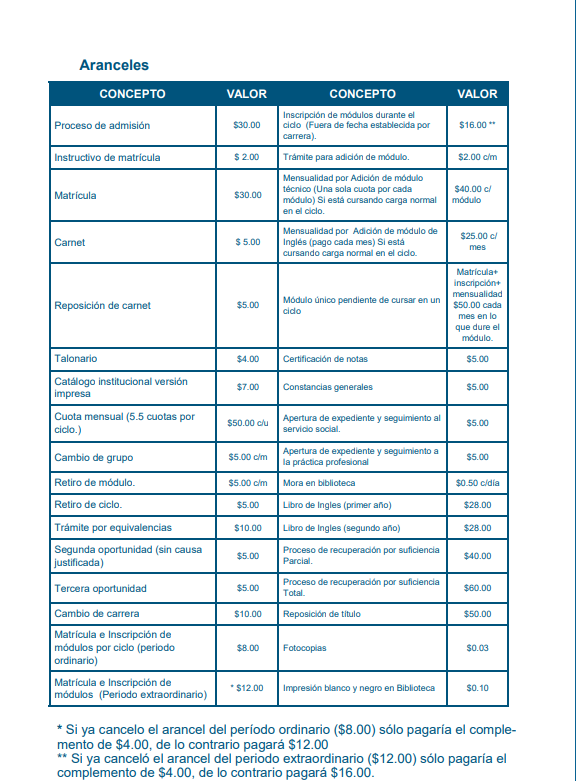 Aranceles
CONCEPTO VALOR CONCEPTO VALOR
Proceso de admisión
$30.00
Inscripción de módulos durante el
ciclo (Fuera de fecha establecida por
carrera).
$16.00 **
Instructivo de matrícula
$ 2.00
Trámite para adición de módulo.
$2.00 c/m
Matrícula
$30.00
Mensualidad por Adición de módulo
técnico (Una sola cuota por cada
módulo) Si está cursando carga normal
en el ciclo.
$40.00 c/
módulo
Carnet
$ 5.00
Mensualidad por Adición de módulo de
Inglés (pago cada mes) Si está
cursando carga normal en el ciclo.
$25.00 c/
mes
Reposición de carnet
$5.00
Módulo único pendiente de cursar en un
ciclo
Matrícula+
inscripción+
mensualidad
$50.00 cada
mes en lo
que dure el
módulo.
Talonario
$4.00
Certificación de notas
$5.00
Catálogo institucional versión
impresa
$7.00
Constancias generales
$5.00
Cuota mensual (5.5 cuotas por
ciclo.)
$50.00 c/u
Apertura de expediente y seguimiento al
servicio social.
$5.00
Cambio de grupo
$5.00 c/m
Apertura de expediente y seguimiento a
la práctica profesional
$5.00
Retiro de módulo.
$5.00 c/m
Mora en biblioteca
$0.50 c/día
Retiro de ciclo.
$5.00
Libro de Ingles (primer año)
$28.00
Trámite por equivalencias
$10.00
Libro de Ingles (segundo año)
$28.00
Segunda oportunidad (sin causa
justificada)
$5.00
Proceso de recuperación por suficiencia
Parcial.
$40.00
Tercera oportunidad
$5.00
Proceso de recuperación por suficiencia
Total.
$60.00
Cambio de carrera
$10.00
Reposición de título
$50.00
Matrícula e Inscripción de
módulos por ciclo (periodo
ordinario)
$8.00
Fotocopias
$0.03
Matrícula e Inscripción de
módulos (Periodo extraordinario)
* $12.00
Impresión blanco y negro en Biblioteca
$0.10
* Si ya cancelo el arancel del período ordinario ($8.00) sólo pagaría el comple-
mento de $4.00, de lo contrario pagará $12.00
** Si ya canceló el arancel del periodo extraordinario ($12.00) sólo pagaría el
complemento de $4.00, de lo contrario pagará $16.00.